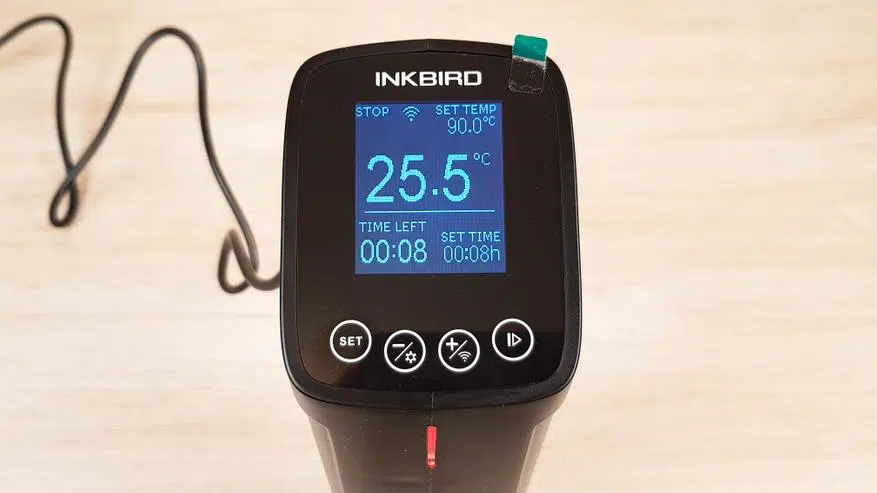 INKBIRD
STOP
SET TEMP
90.0°C
25.5°C
TIME LEFT
SET TIME
00:08
00:08h
SET